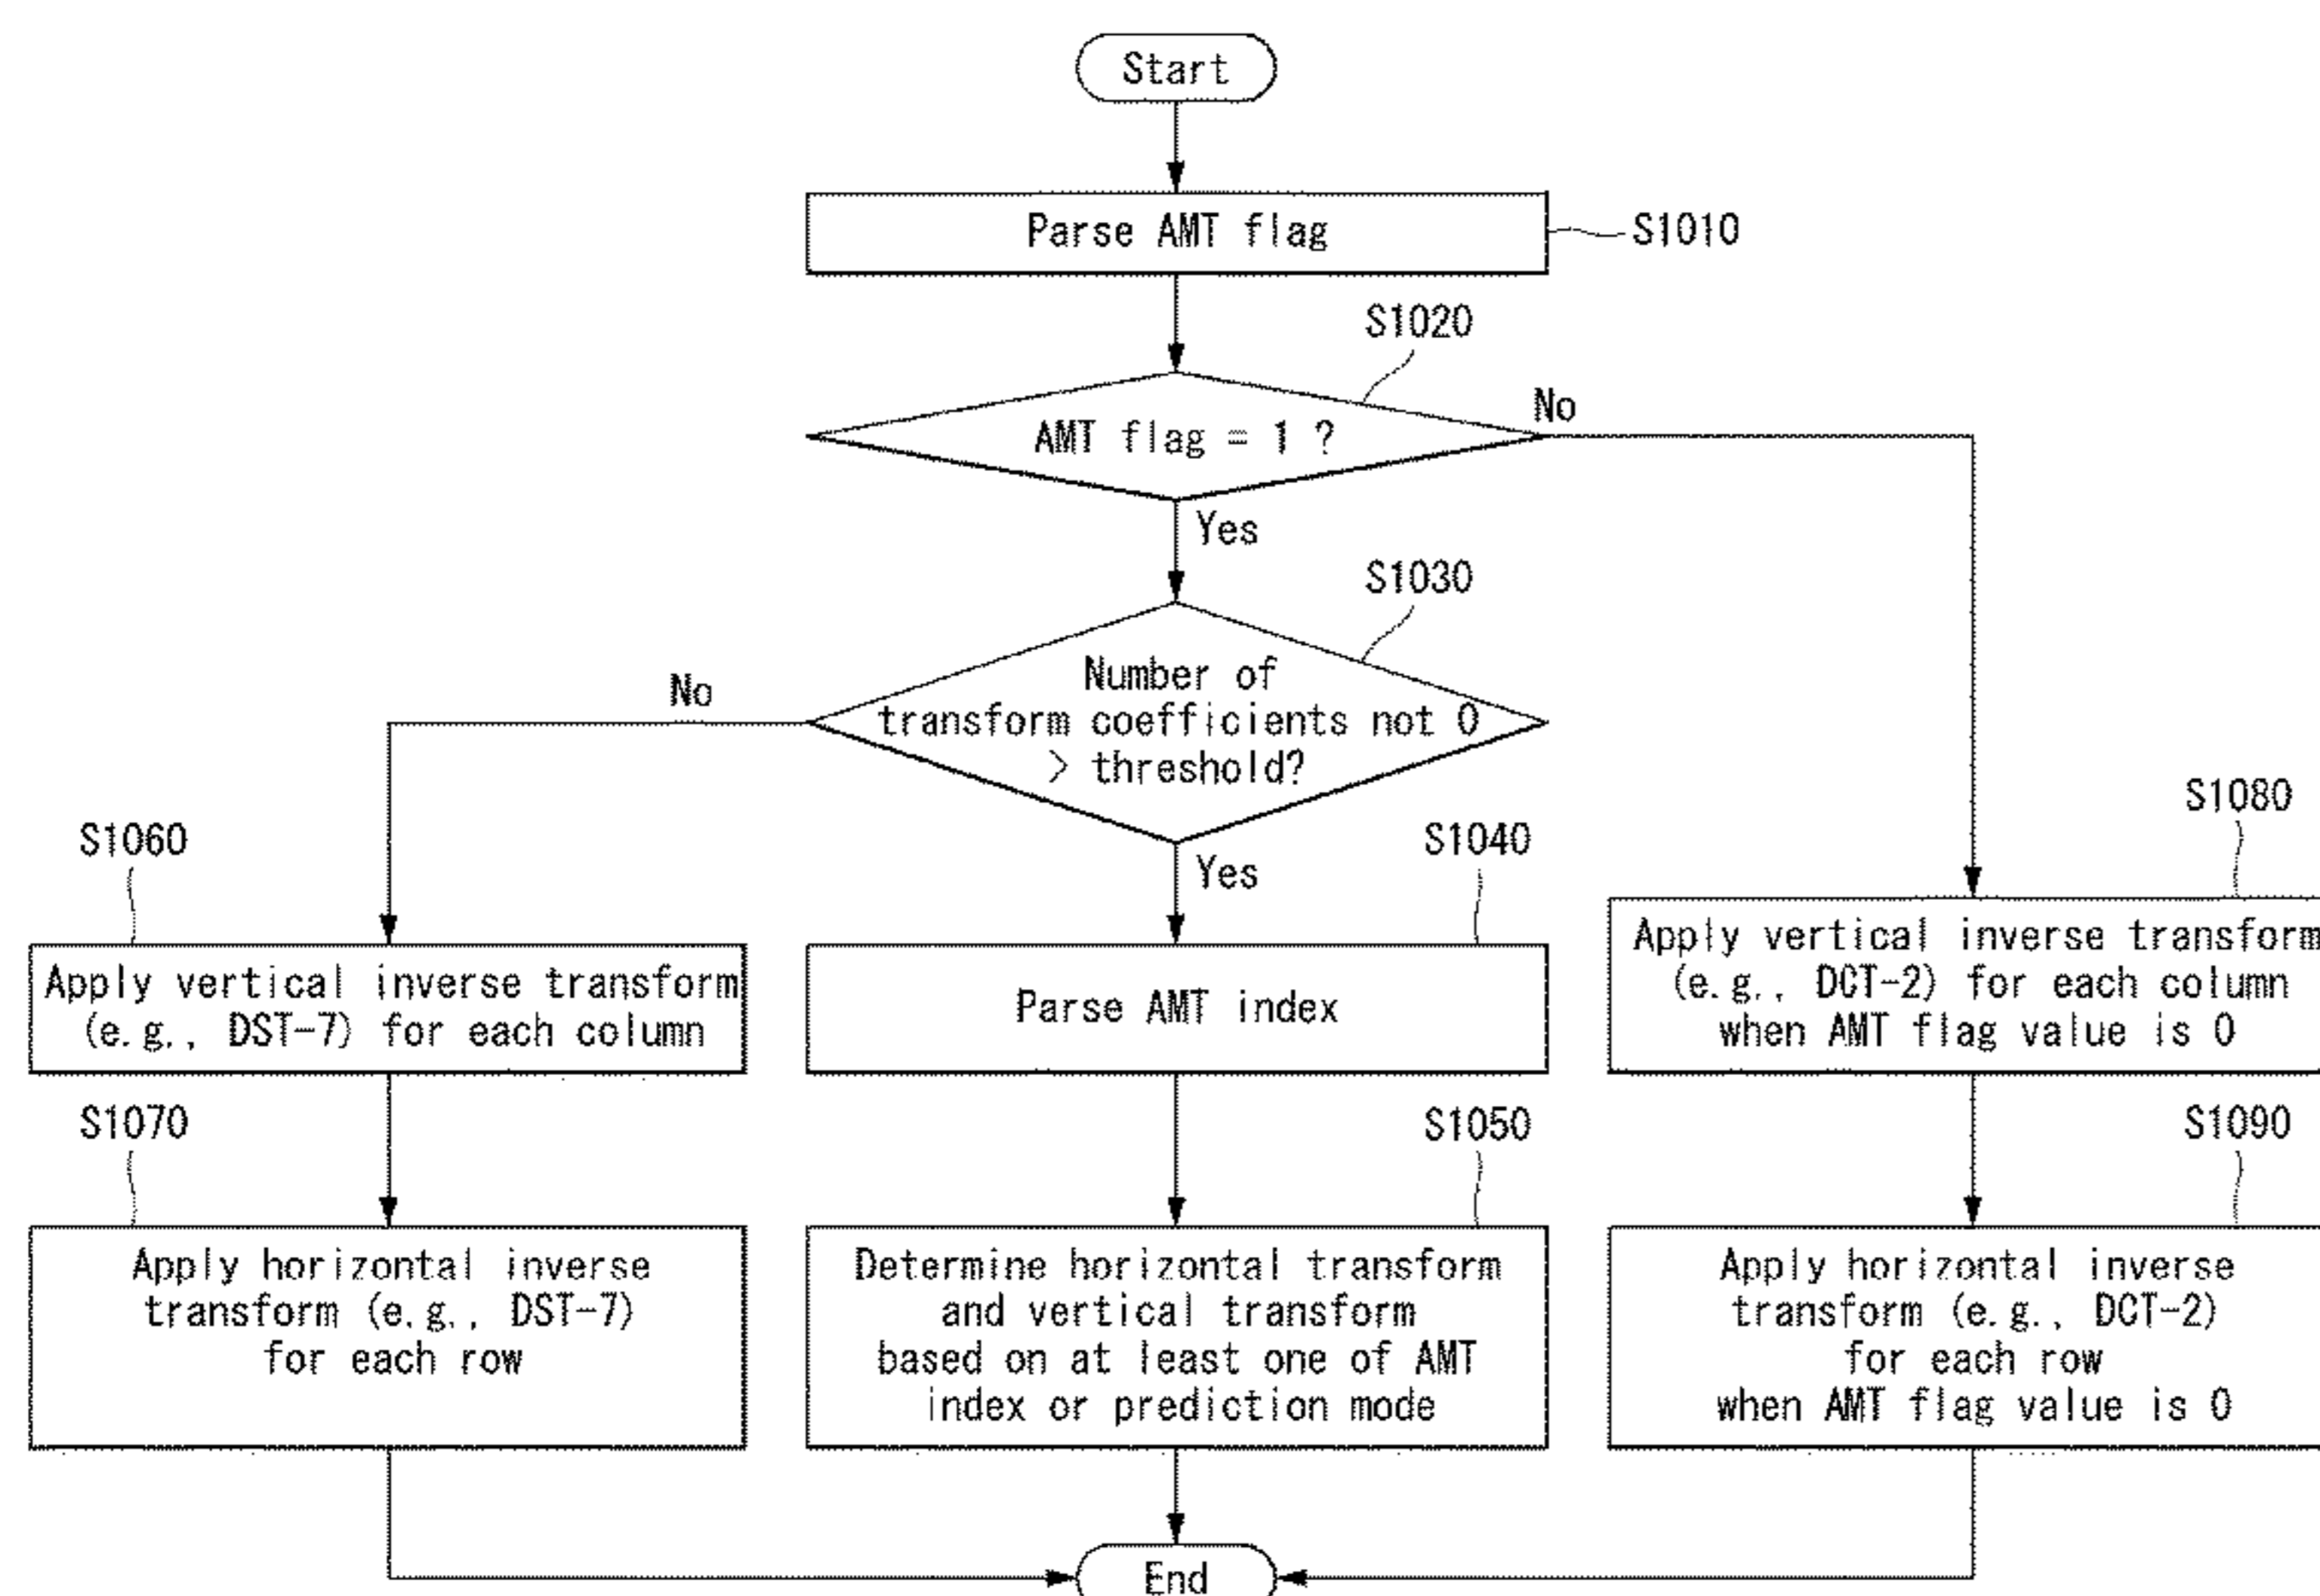 Start
Parse AMT flag
S1010
S1020
AMT flag = 1 ?
No
Yes
S1030
Number of
transform coefficients not 0
> threshold?
No
Yes
S1060
Apply vertical inverse transform
(e.g., DST-7) for each column
S1040
Parse AMT index
S1080
Apply vertical inverse transform
(e.g., DCT-2) for each column
when AMT flag value is 0
S1070
Apply horizontal inverse
transform (e.g., DST-7)
for each row
S1050
Determine horizontal transform
and vertical transform
based on at least one of AMT
index or prediction mode
S1090
Apply horizontal inverse
transform (e.g., DCT-2)
for each row
when AMT flag value is 0
End